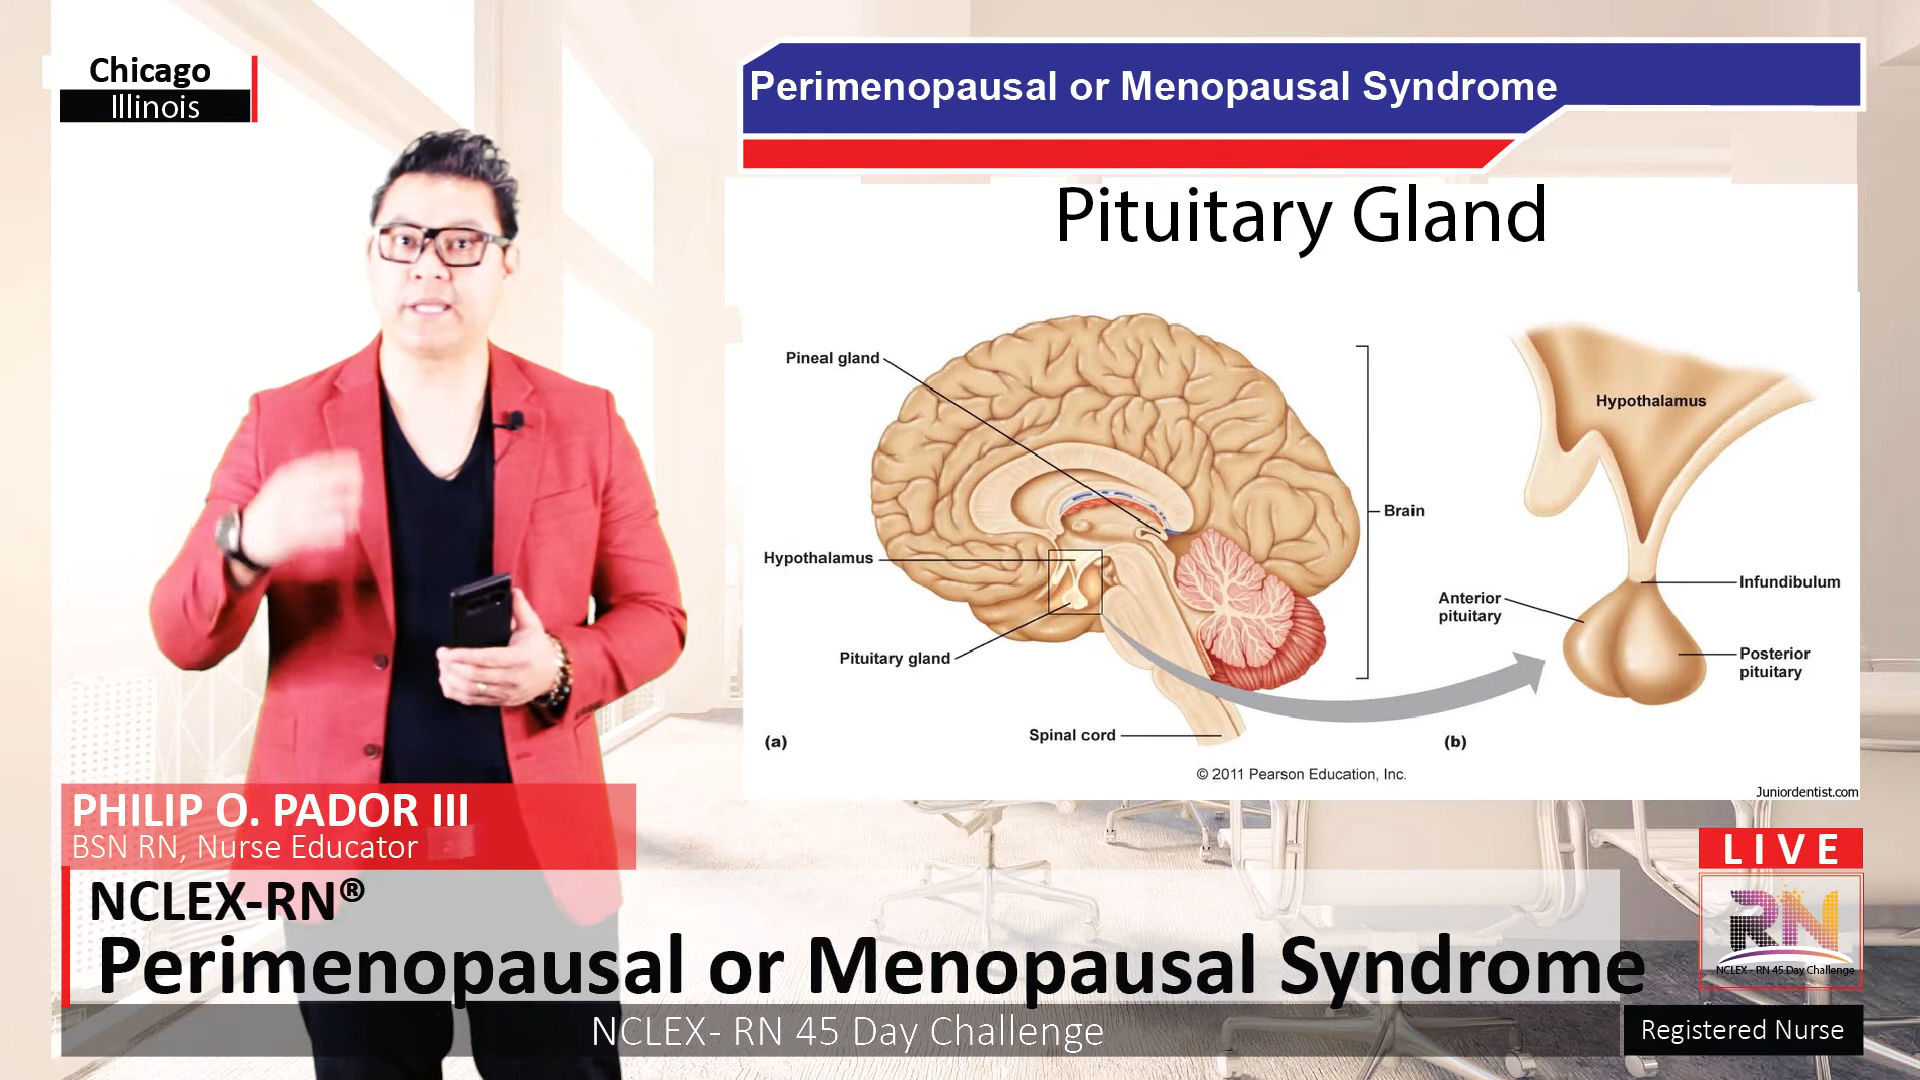 Chicago
Illinois
Perimenopausal or Menopausal Syndrome
Pituitary Gland
Pineal gland
Hypothalamus
Pituitary gland
Spinal cord
Brain
(a)
Hypothalamus
Infundibulum
Anterior
pituitary
Posterior
pituitary
(b)
© 2011 Pearson Education, Inc.
Juniordentist.com
PHILIP O. PADOR III
BSN RN, Nurse Educator
NCLEX-RN®
Perimenopausal or Menopausal Syndrome
NCLEX- RN 45 Day Challenge
LIVE
RN
NCLEX - RN 45 Day Challenge
Registered Nurse